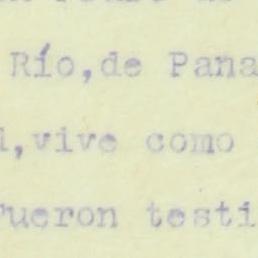 Río,de Pana
l,vive como
Fueron testi